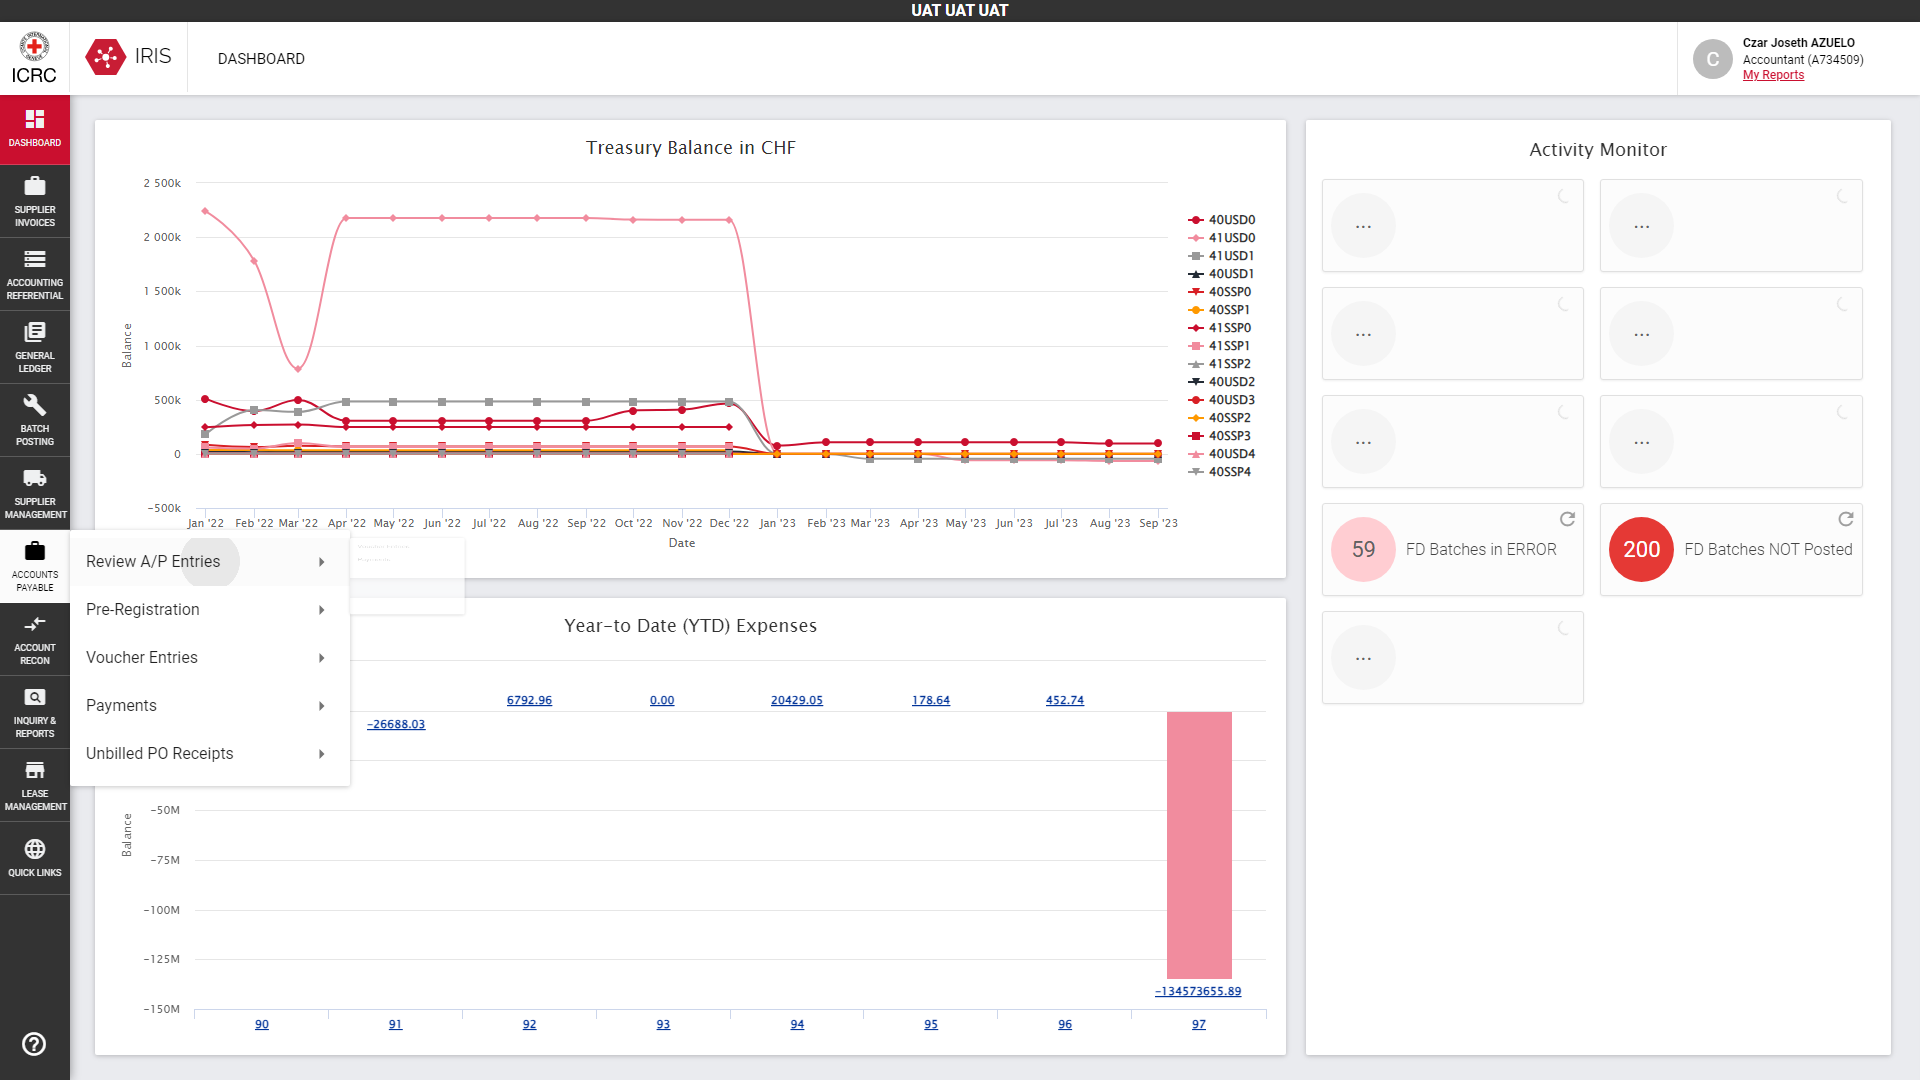 UAT UAT UAT
ICRC
IRIS
DASHBOARD
C
Czar Joseth AZUELO
Accountant (A734509)
My Reports
DASHBOARD
SUPPLIER
INVOICES
ACCOUNTING
REFERENTIAL
GENERAL
LEDGER
BATCH
POSTING
SUPPLIER
MANAGEMENT
ACCOUNTS
PAYABLE
ACCOUNT
RECON
INQUIRY &
REPORTS
LEASE
MANAGEMENT
QUICK LINKS
Review A/P Entries
Pre-Registration
Voucher Entries
Payments
Unbilled PO Receipts
Treasury Balance in CHF
2 500k
2 000k
1 500k
1 000k
500k
0
-500k
Balance
Jan '22 Feb '22 Mar '22 Apr '22 May '22 Jun '22 Jul '22 Aug '22 Sep '22 Oct '22 Nov '22 Dec '22 Jan '23 Feb '23 Mar '23 Apr '23 May '23 Jun '23 Jul '23 Aug '23 Sep '23
Date
40USD0
41USD0
41USD1
40USD1
40SSP0
40SSP1
41SSP0
41SSP1
41SSP2
40USD2
40USD3
40SSP2
40SSP3
40USD4
40SSP4
Year-to Date (YTD) Expenses
-26688.03
6792.96
0.00
20429.05
178.64
452.74
-134573655.89
Balance
-50M
-75M
-100M
-125M
-150M
90 91 92 93 94 95 96 97
Activity Monitor
...
...
...
...
...
...
59 FD Batches in ERROR
200 FD Batches NOT Posted
...